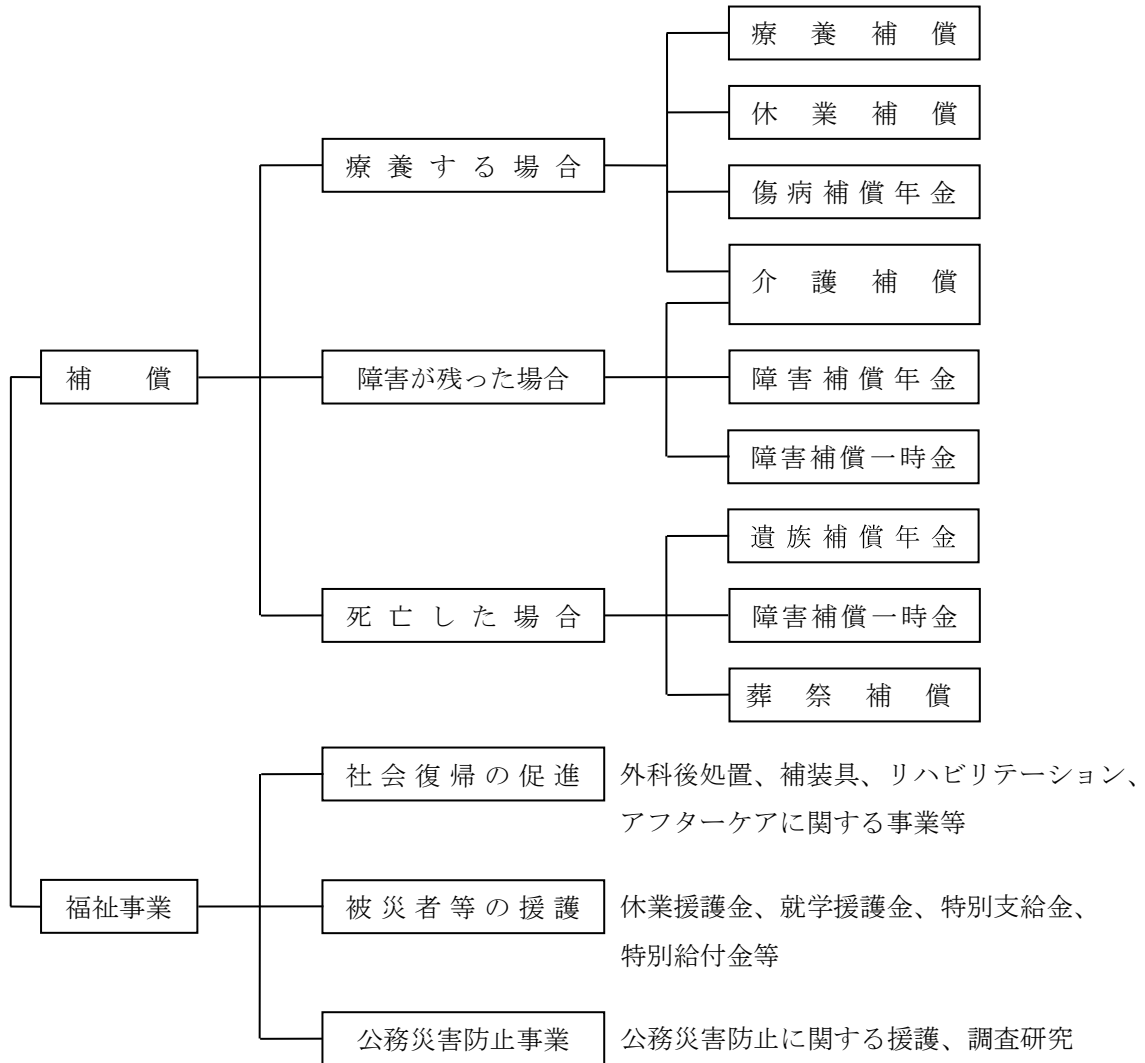 療養補償
休業補償
療養する場合
傷病補償年金
介護補償
補償
障害が残った場合
障害補償年金
障害補償一時金
遺族補償年金
死亡した場合
障害補償一時金
葬祭補償
社会復帰の促進
外科後処置、補装具、リハビリテーション、
アフターケアに関する事業等
福祉事業
被災者等の援護
休業援護金、就学援護金、特別支給金、
特別給付金等
公務災害防止事業
公務災害防止に関する援護、調査研究